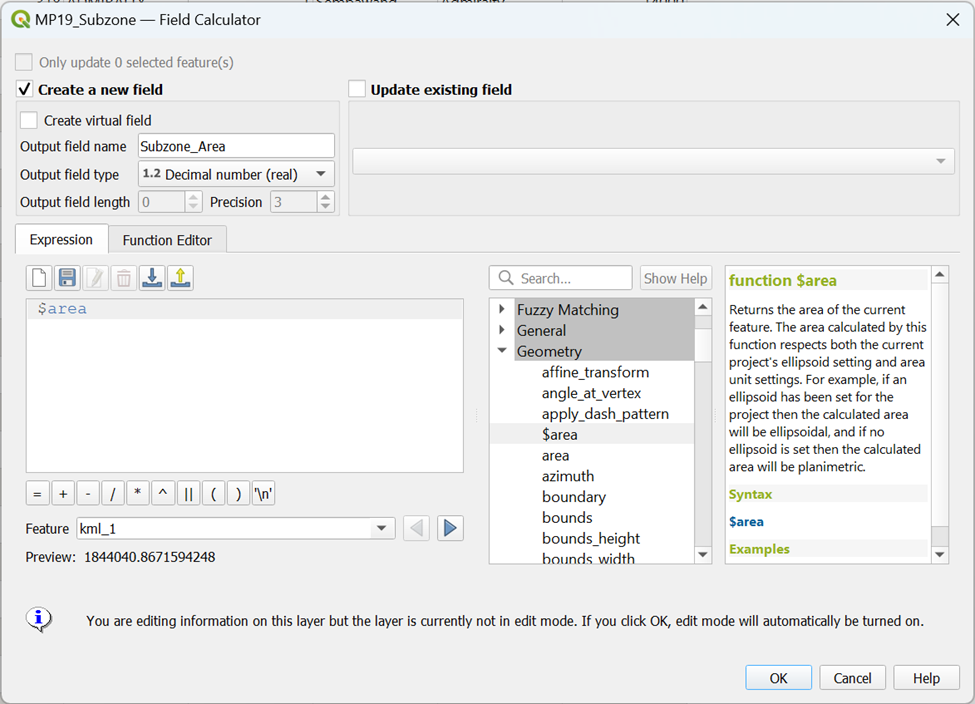 MP19_Subzone — Field Calculator
Only update 0 selected feature(s)
Create a new field
Update existing field
Create virtual field
Output field name Subzone_Area
Output field type 1.2 Decimal number (real)
Output field length 0 Precision 3
Expression Function Editor
Search... Show Help
$area
Fuzzy Matching
General
Geometry
affine_transform
angle_at_vertex
apply_dash_pattern
$area
area
azimuth
boundary
bounds
bounds_height
bounds_width
function $area
Returns the area of the current
feature. The area calculated by this
function respects both the current
project's ellipsoid setting and area
unit settings. For example, if an
ellipsoid has been set for the
project then the calculated area
will be ellipsoidal, and if no
ellipsoid is set then the calculated
area will be planimetric.
Syntax
$area
Examples
= + - / * ^ || ( ) '\n'
Feature kml_1
Preview: 1844040.8671594248
You are editing information on this layer but the layer is currently not in edit mode. If you click OK, edit mode will automatically be turned on.
OK Cancel Help